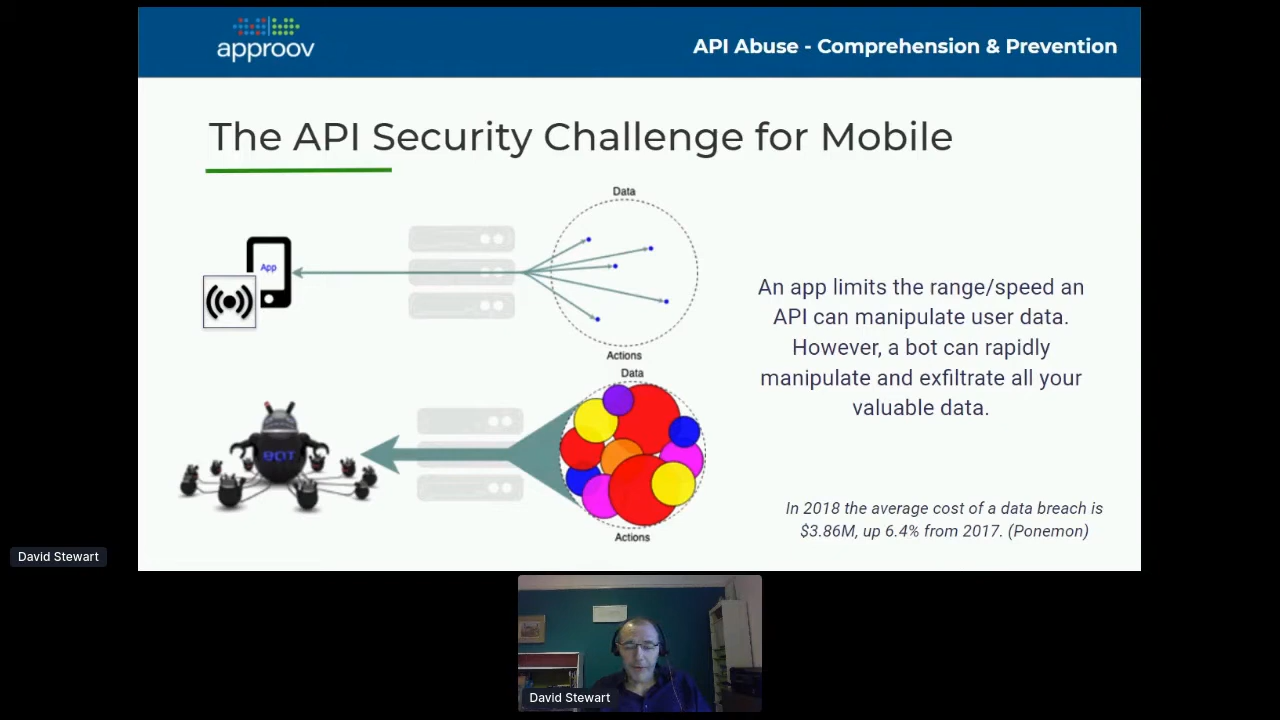 approov
API Abuse - Comprehension & Prevention
The API Security Challenge for Mobile
Data
App
Actions
An app limits the range/speed an
API can manipulate user data.
However, a bot can rapidly
manipulate and exfiltrate all your
valuable data.
Data
BOT
Actions
In 2018 the average cost of a data breach is
$3.86M, up 6.4% from 2017. (Ponemon)
David Stewart
David Stewart